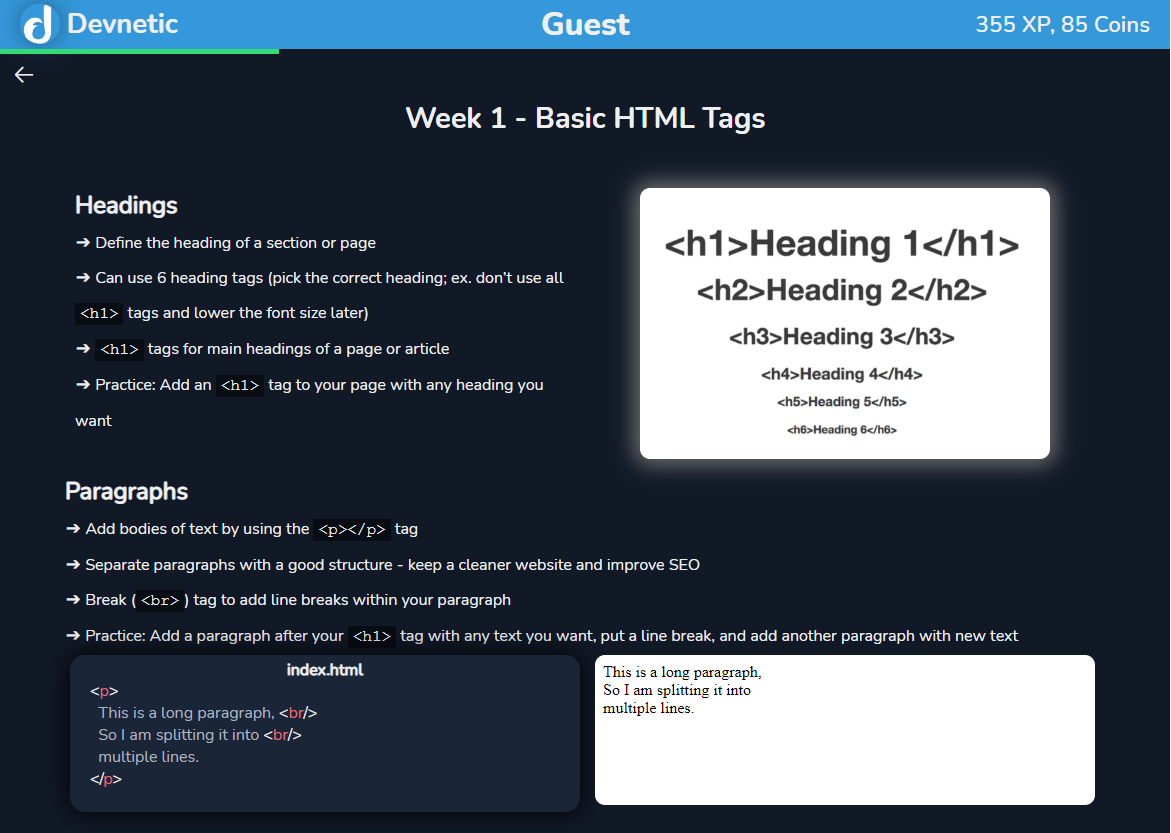 Devnetic
Guest
355 XP, 85 Coins
Week 1 - Basic HTML Tags
Headings
➔ Define the heading of a section or page
➔ Can use 6 heading tags (pick the correct heading; ex. don't use all
<h1> tags and lower the font size later)
➔ <h1> tags for main headings of a page or article
➔ Practice: Add an <h1> tag to your page with any heading you
want
<h1>Heading 1</h1>
<h2>Heading 2</h2>
<h3>Heading 3</h3>
<h4>Heading 4</h4>
<h5>Heading 5</h5>
<h6>Heading 6</h6>
Paragraphs
➔ Add bodies of text by using the <p></p> tag
➔ Separate paragraphs with a good structure - keep a cleaner website and improve SEO
➔ Break ( <br> ) tag to add line breaks within your paragraph
➔ Practice: Add a paragraph after your <h1> tag with any text you want, put a line break, and add another paragraph with new text
index.html
<p>
This is a long paragraph, <br/>
So I am splitting it into <br/>
multiple lines.
</p>
This is a long paragraph,
So I am splitting it into
multiple lines.